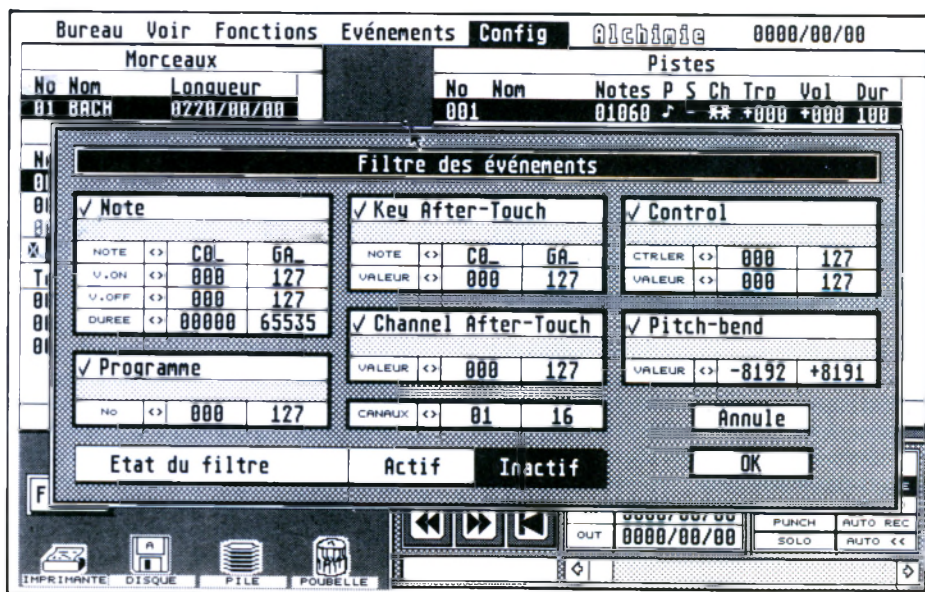 Bureau Voir Fonctions Evénements Config Alchimie 0000/00/00
Morceaux Pistes
No Nom Longueur No Nom Notes P S Ch Trp Vol Dur
01 BACH 0220/00/00 001 01060 ♪ - ** +000 +000 100
Filtre des événements
✓ Note ✓ Key After-Touch ✓ Control
NOTE <> C0_ GA_ NOTE <> C0_ GA_ CTRLER <> 000 127
V.ON <> 000 127 VALEUR <> 000 127 VALEUR <> 000 127
V.OFF <> 000 127
DUREE <> 00000 65535 ✓ Channel After-Touch ✓ Pitch-bend
✓ Programme VALEUR <> 000 127 VALEUR <> -8192 +8191
No <> 000 127 CANAUX <> 01 16 Annule
Etat du filtre Actif Inactif OK
F
PUNCH AUTO REC
OUT 0000/00/00 SOLO AUTO <<
IMPRIMANTE DISQUE PILE POUBELLE